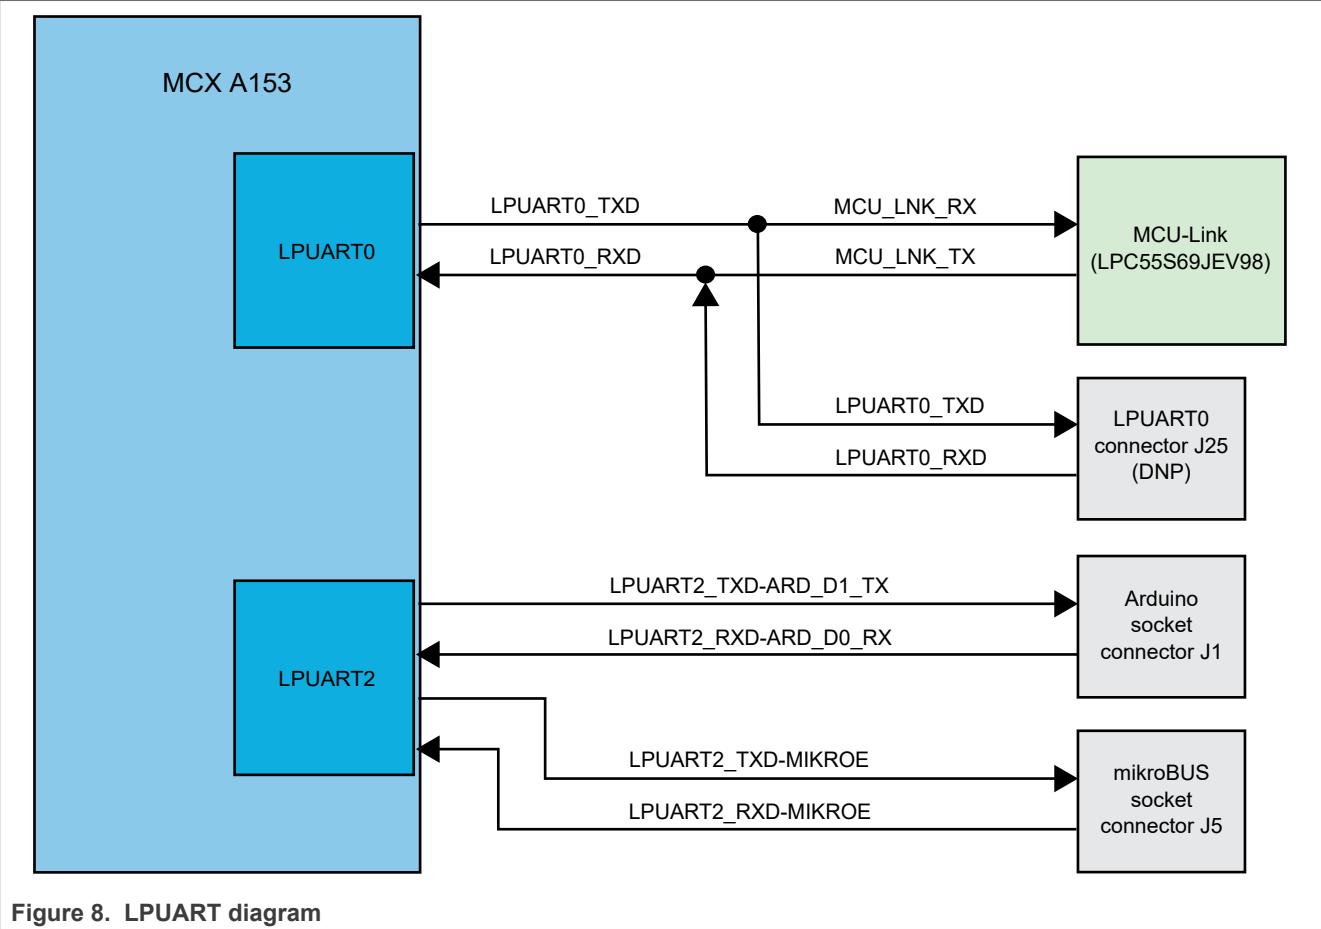 MCX A153
LPUART0
LPUART0_TXD
MCU_LNK_RX
LPUART0_RXD
MCU_LNK_TX
MCU-Link
(LPC55S69JEV98)
LPUART0_TXD
LPUART0_RXD
LPUART0
connector J25
(DNP)
LPUART2
LPUART2_TXD-ARD_D1_TX
LPUART2_RXD-ARD_D0_RX
Arduino
socket
connector J1
LPUART2_TXD-MIKROE
LPUART2_RXD-MIKROE
mikroBUS
socket
connector J5
Figure 8. LPUART diagram